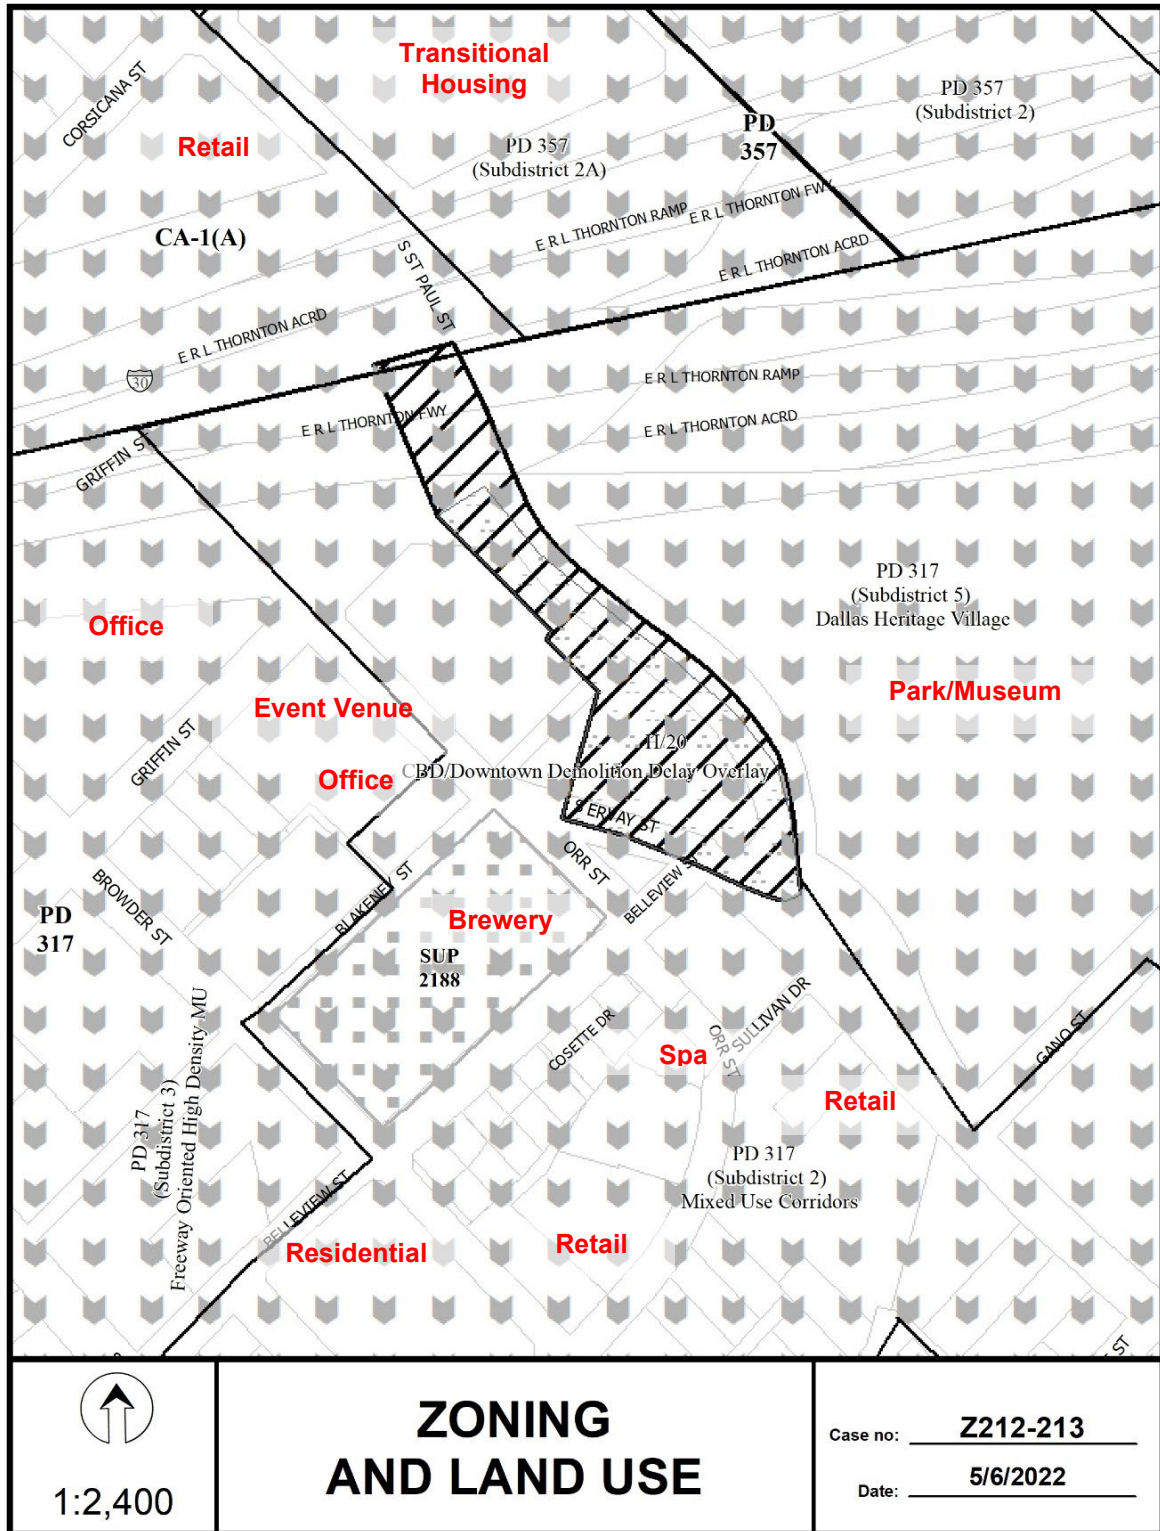 Transitional
Housing
CORSICANA ST
Retail
PD 357
(Subdistrict 2A)
PD
357
PD 357
(Subdistrict 2)
CA-1(A)
S ST PAUL ST
E R L THORNTON RAMP
E R L THORNTON FWY
E R L THORNTON ACRD
E R L THORNTON ACRD
30
E R L THORNTON FWY
E R L THORNTON RAMP
E R L THORNTON ACRD
GRIFFIN S
PD 317
(Subdistrict 5)
Dallas Heritage Village
Office
Park/Museum
Event Venue
GRIFFIN ST
Office
H/20
CBD/Downtown Demolition Delay Overlay
S ERVAY ST
ORR ST
BELLEVIEW S
BROWDER ST
BLAKENEY ST
PD
317
Brewery
SUP
2188
COSETTE DR
Spa
ORR ST
SULLIVAN DR
GANO ST
Retail
PD 317
(Subdistrict 3)
Freeway Oriented High Density MU
PD 317
(Subdistrict 2)
Mixed Use Corridors
BELLEVIEW ST
Residential
Retail
ST
1:2,400
ZONING
AND LAND USE
Case no: Z212-213
Date: 5/6/2022